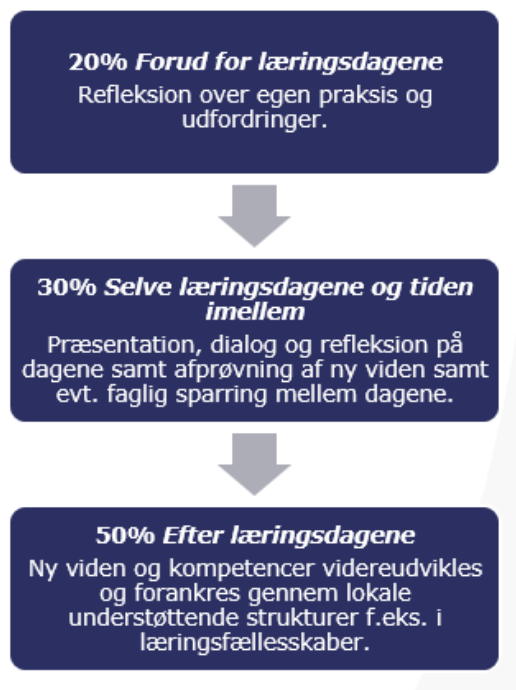 20% Forud for læringsdagene
Refleksion over egen praksis og
udfordringer.
30% Selve læringsdagene og tiden
imellem
Præsentation, dialog og refleksion på
dagene samt afprøvning af ny viden samt
evt. faglig sparring mellem dagene.
50% Efter læringsdagene
Ny viden og kompetencer videreudvikles
og forankres gennem lokale
understøttende strukturer f.eks. i
læringsfællesskaber.